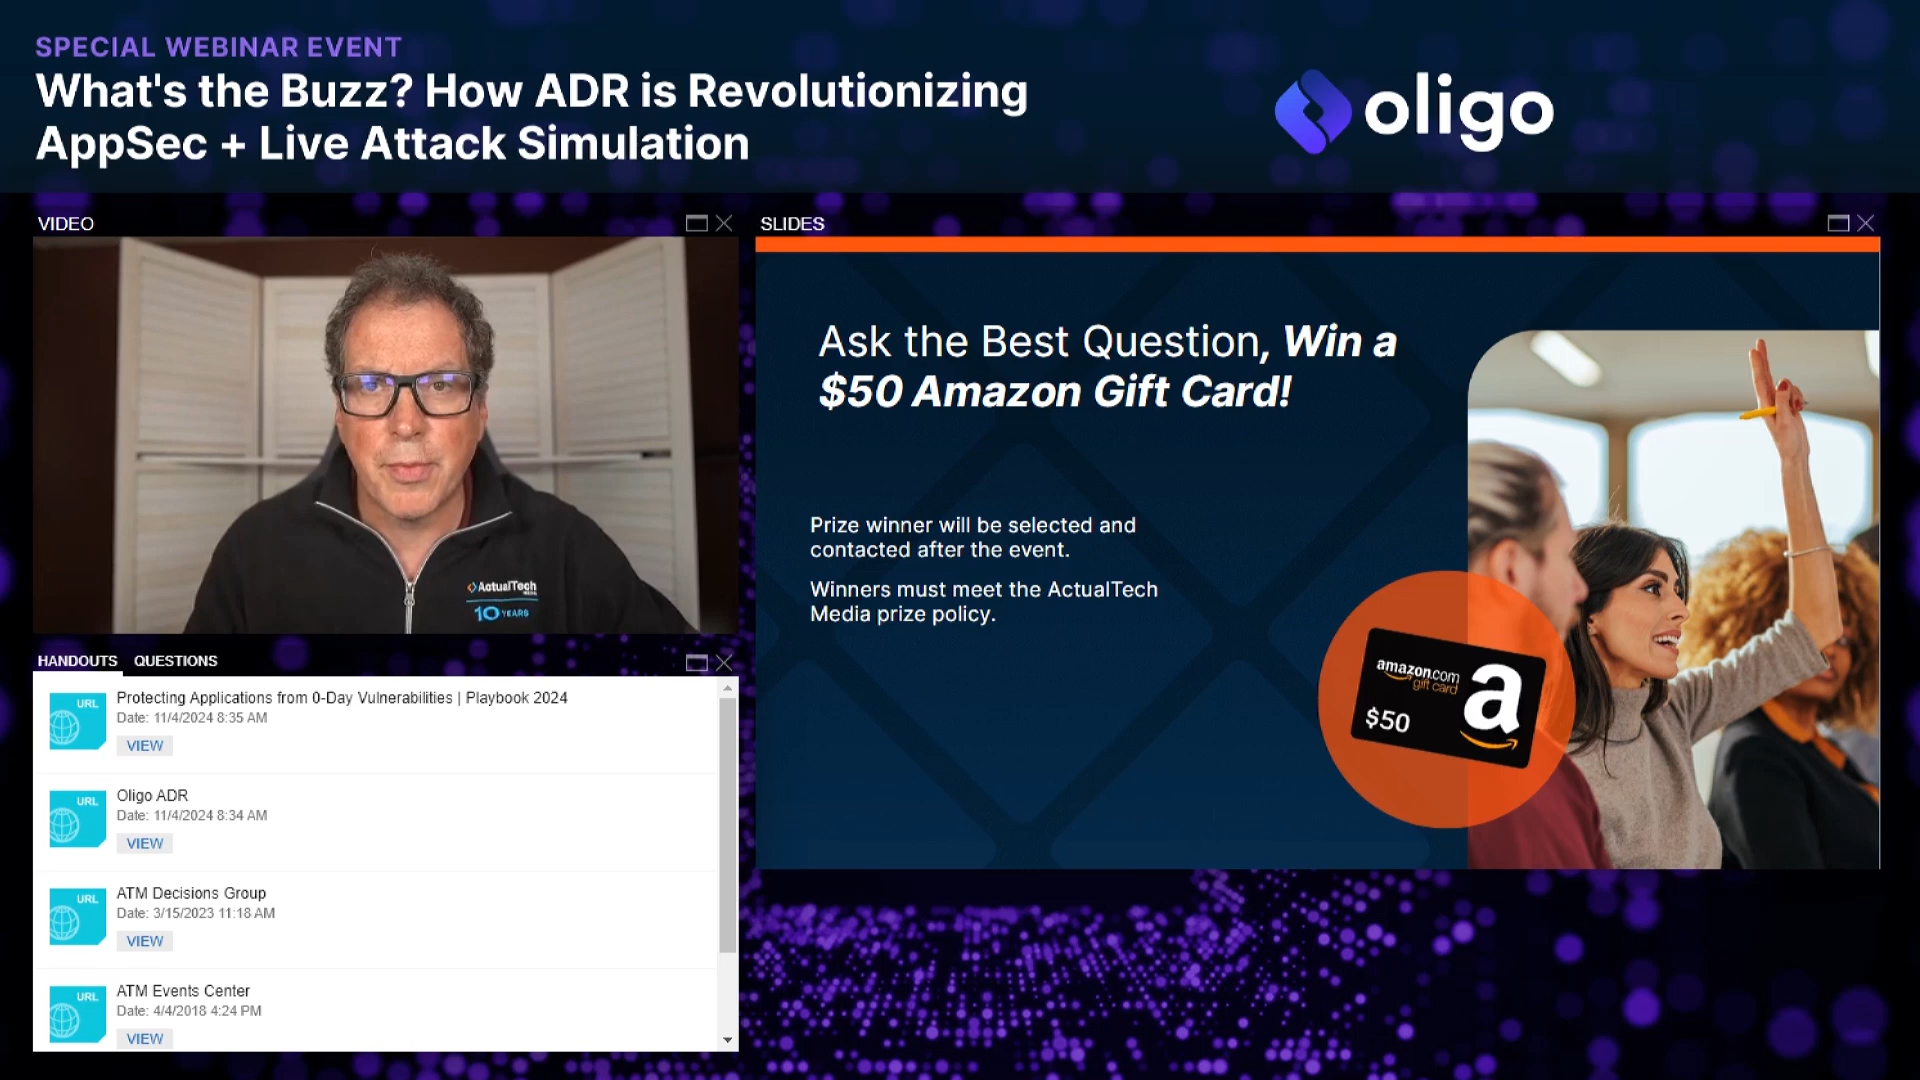 SPECIAL WEBINAR EVENT
What's the Buzz? How ADR is Revolutionizing
AppSec + Live Attack Simulation
oligo
VIDEO
ActualTech
10 YEARS
SLIDES
Ask the Best Question, Win a
$50 Amazon Gift Card!
Prize winner will be selected and
contacted after the event.
Winners must meet the ActualTech
Media prize policy.
amazon.com
gift card
$50
a
HANDOUTS QUESTIONS
URL
Protecting Applications from 0-Day Vulnerabilities | Playbook 2024
Date: 11/4/2024 8:35 AM
VIEW
URL
Oligo ADR
Date: 11/4/2024 8:34 AM
VIEW
URL
ATM Decisions Group
Date: 3/15/2023 11:18 AM
VIEW
URL
ATM Events Center
Date: 4/4/2018 4:24 PM
VIEW